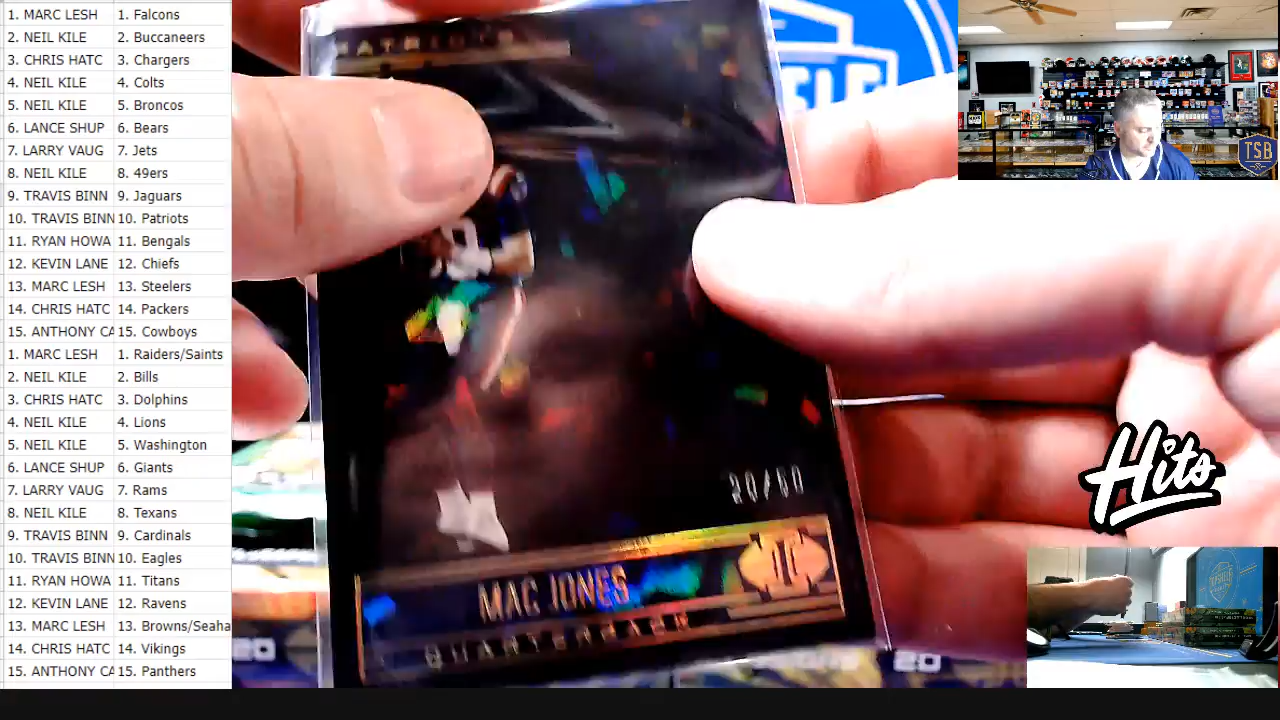 1. MARC LESH 1. Falcons
2. NEIL KILE 2. Buccaneers
3. CHRIS HATC 3. Chargers
4. NEIL KILE 4. Colts
5. NEIL KILE 5. Broncos
6. LANCE SHUP 6. Bears
7. LARRY VAUG 7. Jets
8. NEIL KILE 8. 49ers
9. TRAVIS BINN 9. Jaguars
10. TRAVIS BINN 10. Patriots
11. RYAN HOWA 11. Bengals
12. KEVIN LANE 12. Chiefs
13. MARC LESH 13. Steelers
14. CHRIS HATC 14. Packers
15. ANTHONY CA 15. Cowboys
1. MARC LESH 1. Raiders/Saints
2. NEIL KILE 2. Bills
3. CHRIS HATC 3. Dolphins
4. NEIL KILE 4. Lions
5. NEIL KILE 5. Washington
6. LANCE SHUP 6. Giants
7. LARRY VAUG 7. Rams
8. NEIL KILE 8. Texans
9. TRAVIS BINN 9. Cardinals
10. TRAVIS BINN 10. Eagles
11. RYAN HOWA 11. Titans
12. KEVIN LANE 12. Ravens
13. MARC LESH 13. Browns/Seaha
14. CHRIS HATC 14. Vikings
15. ANTHONY CA 15. Panthers
PATRIOTS
MAC JONES
QUARTERBACK
20
20
TSB
Hits